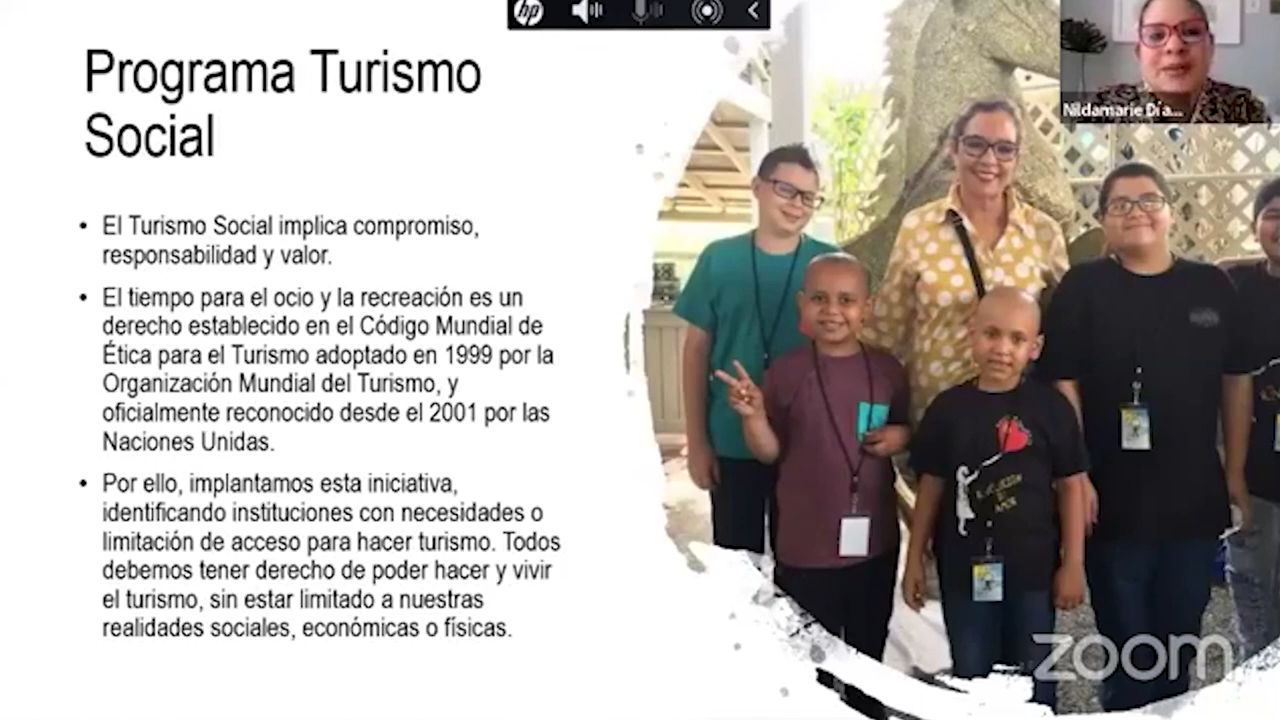 hp
Programa Turismo
Social
Nildamarie Día...
• El Turismo Social implica compromiso,
responsabilidad y valor.
• El tiempo para el ocio y la recreación es un
derecho establecido en el Código Mundial de
Ética para el Turismo adoptado en 1999 por la
Organización Mundial del Turismo, y
oficialmente reconocido desde el 2001 por las
Naciones Unidas.
• Por ello, implantamos esta iniciativa,
identificando instituciones con necesidades o
limitación de acceso para hacer turismo. Todos
debemos tener derecho de poder hacer y vivir
el turismo, sin estar limitado a nuestras
realidades sociales, económicas o físicas.
zoom